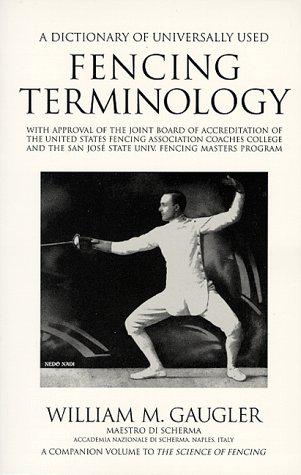 A DICTIONARY OF UNIVERSALLY USED
FENCING
TERMINOLOGY
WITH APPROVAL OF THE JOINT BOARD OF ACCREDITATION OF
THE UNITED STATES FENCING ASSOCIATION COACHES COLLEGE
AND THE SAN JOSÉ STATE UNIV. FENCING MASTERS PROGRAM
NEDO NADI
WILLIAM M. GAUGLER
MAESTRO DI SCHERMA
ACCADEMIA NAZIONALE DI SCHERMA, NAPLES, ITALY
A COMPANION VOLUME TO THE SCIENCE OF FENCING